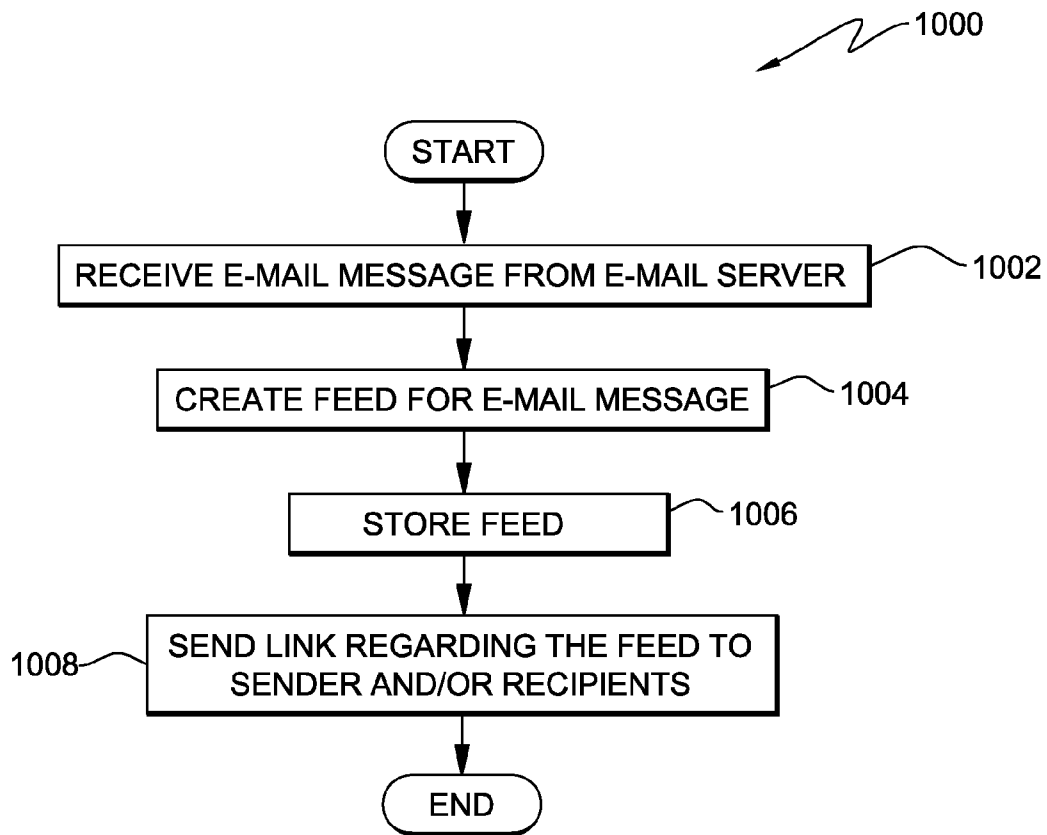 1000
START
RECEIVE E-MAIL MESSAGE FROM E-MAIL SERVER
1002
CREATE FEED FOR E-MAIL MESSAGE
1004
STORE FEED
1006
SEND LINK REGARDING THE FEED TO
SENDER AND/OR RECIPIENTS
1008
END